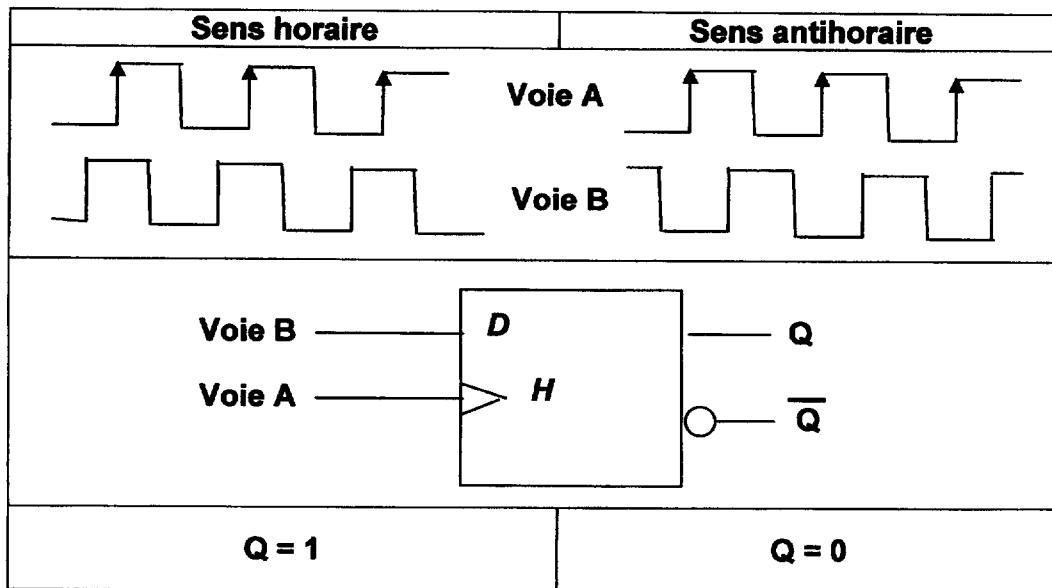 Sens horaire
Sens antihoraire
Voie A
Voie B
Voie B
D
Q
Voie A
H
Q̅
Q = 1
Q = 0